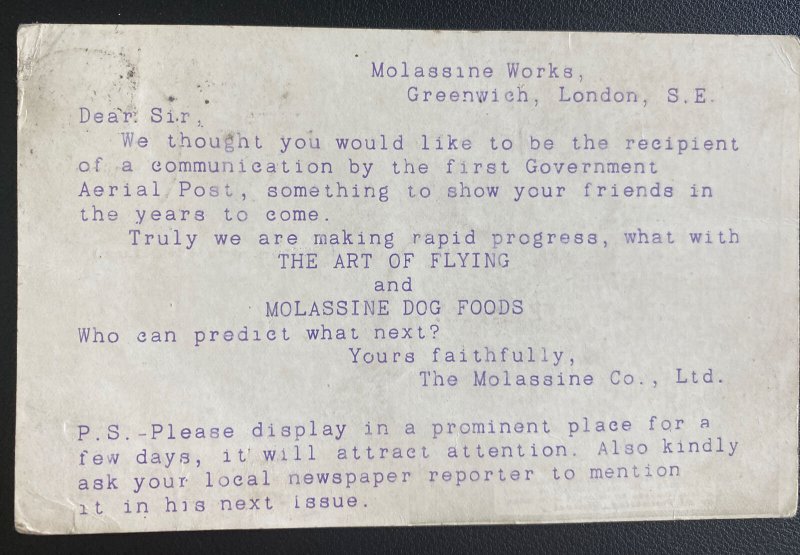 Molassine Works,
Greenwich, London, S.E.
Dear Sir,
We thought you would like to be the recipient
of a communication by the first Government
Aerial Post, something to show your friends in
the years to come.
Truly we are making rapid progress, what with
THE ART OF FLYING
and
MOLASSINE DOG FOODS
Who can predict what next?
Yours faithfully,
The Molassine Co., Ltd.
P.S.-Please display in a prominent place for a
few days, it will attract attention. Also kindly
ask your local newspaper reporter to mention
it in his next issue.